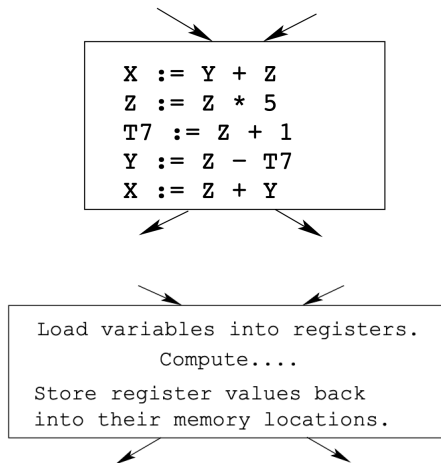 X := Y + Z
Z := Z * 5
T7 := Z + 1
Y := Z − T7
X := Z + Y
Load variables into registers.
Compute....
Store register values back
into their memory locations.